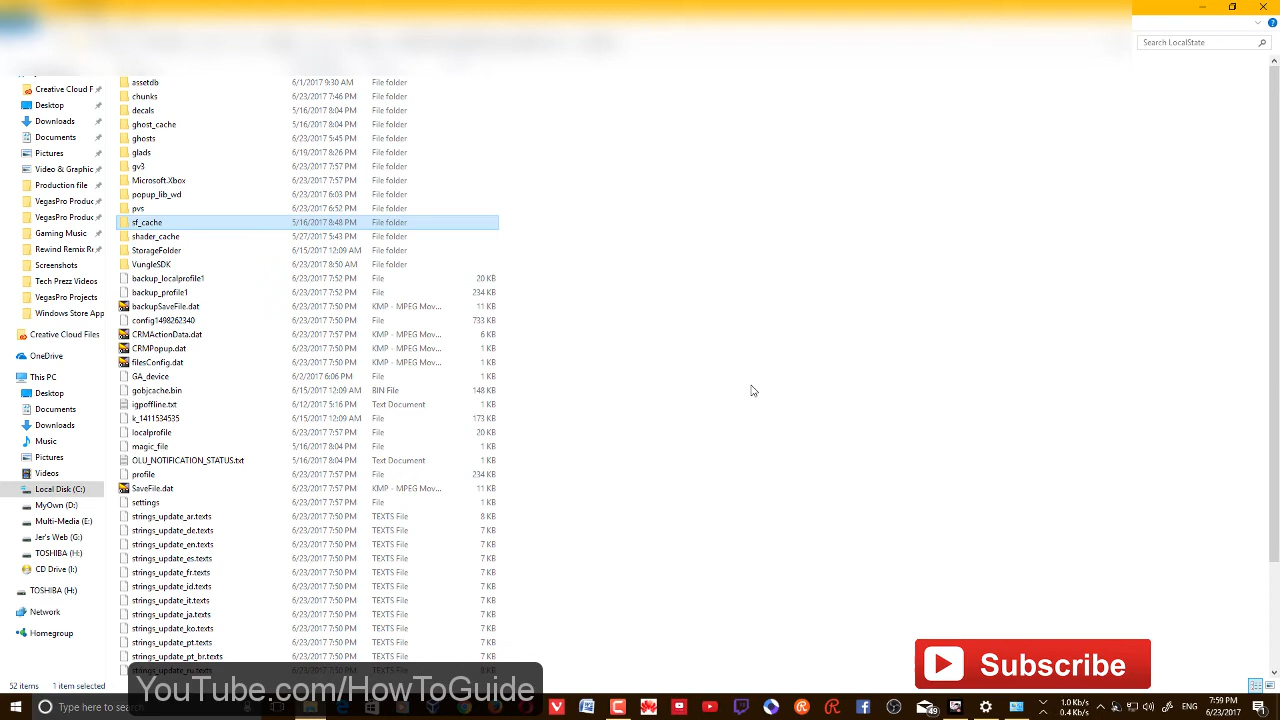 Search LocalState
assetdb 6/1/2017 9:30 AM File folder
Creative Cloud F
chunks 6/23/2017 7:46 PM File folder
Desktop
decals 5/16/2017 8:04 PM File folder
Downloads
ghost_cache 5/16/2017 8:04 PM File folder
Documents
ghosts 6/23/2017 5:45 PM File folder
Pictures
glads 6/19/2017 8:26 PM File folder
Video & Graphic
gv3 6/23/2017 7:57 PM File folder
Production file
Microsoft.Xbox 6/23/2017 7:57 PM File folder
VegasPro Produc
popup_lib_wd 6/23/2017 6:03 PM File folder
VegasPro Produc
pvs 6/23/2017 6:52 PM File folder
Gaming Music
sf_cache 5/16/2017 8:48 PM File folder
Rewind Remix Re
shader_cache 5/27/2017 5:43 PM File folder
Screenshots
StorageFolder 6/15/2017 12:09 AM File folder
Tech Prezz Videos
VungleSDK 6/23/2017 8:50 AM File folder
VegasPro Projects
backup_localprofile1 6/23/2017 7:52 PM File 20 KB
Windows Store App
backup_profile1 6/23/2017 7:52 PM File 234 KB
backupSaveFile.dat 6/23/2017 7:50 PM KMP - MPEG Mov... 11 KB
config1498262340 6/23/2017 7:50 PM File 733 KB
Creative Cloud Files
CRMActionData.dat 6/23/2017 7:57 PM KMP - MPEG Mov... 6 KB
OneDrive
CRMPopup.dat 6/23/2017 7:50 PM KMP - MPEG Mov... 1 KB
filesConfig.dat 6/23/2017 7:50 PM KMP - MPEG Mov... 1 KB
This PC
GA_device 6/2/2017 6:06 PM File 1 KB
Desktop
gobjcache.bin 6/15/2017 12:09 AM BIN File 148 KB
Documents
igpoffline.txt 6/12/2017 5:16 PM Text Document 1 KB
Downloads
k_1411534535 6/15/2017 12:09 AM File 173 KB
Music
localprofile 6/23/2017 7:57 PM File 20 KB
Pictures
magic_file 5/16/2017 8:04 PM File 1 KB
Videos
OLU_NOTIFICATION_STATUS.txt 5/16/2017 8:04 PM Text Document 1 KB
Local Disk (C:)
profile 6/23/2017 7:57 PM File 234 KB
MyOwn (D:)
SaveFile.dat 6/23/2017 7:57 PM KMP - MPEG Mov... 11 KB
Multi-Media (E:)
settings 6/23/2017 7:57 PM File 1 KB
Jer's Web (G:)
strings_update_ar.texts 6/23/2017 7:50 PM TEXTS File 8 KB
TOSHIBA (H:)
strings_update_de.texts 6/23/2017 7:50 PM TEXTS File 7 KB
CD Drive (I:)
strings_update_en.texts 6/23/2017 7:50 PM TEXTS File 7 KB
TOSHIBA (H:)
strings_update_es.texts 6/23/2017 7:50 PM TEXTS File 7 KB
Network
strings_update_fr.texts 6/23/2017 7:50 PM TEXTS File 7 KB
Homegroup
strings_update_id.texts 6/23/2017 7:50 PM TEXTS File 7 KB
strings_update_it.texts 6/23/2017 7:50 PM TEXTS File 7 KB
strings_update_ja.texts 6/23/2017 7:50 PM TEXTS File 7 KB
strings_update_ko.texts 6/23/2017 7:50 PM TEXTS File 7 KB
strings_update_pt.texts 6/23/2017 7:50 PM TEXTS File 7 KB
strings_update_pt_br.texts 6/23/2017 7:50 PM TEXTS File 7 KB
strings_update_ru.texts 6/23/2017 7:50 PM TEXTS File
52 items 1 item selected
YouTube.com/HowToGuide
Subscribe
Type here to search
1.0 Kb/s
0.4 Kb/s
49
ENG
7:59 PM
6/23/2017